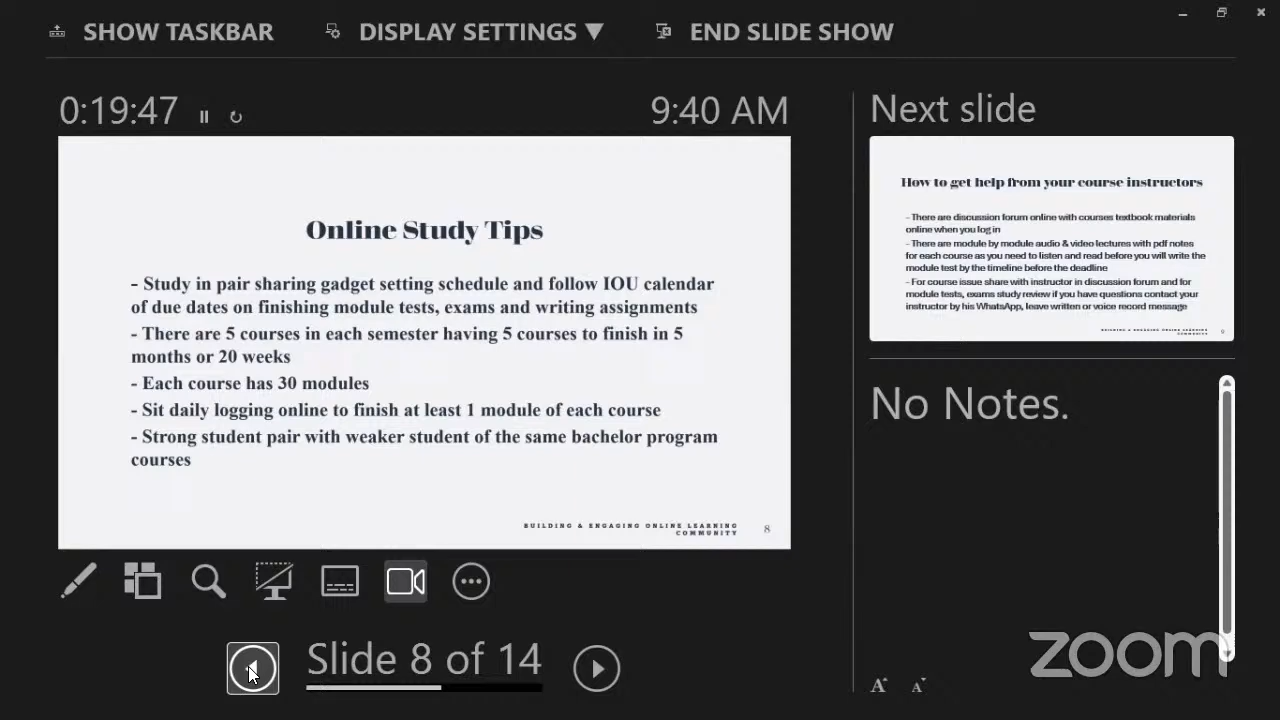 SHOW TASKBAR DISPLAY SETTINGS ▼ END SLIDE SHOW
0:19:47 9:40 AM
Online Study Tips
- Study in pair sharing gadget setting schedule and follow IOU calendar
of due dates on finishing module tests, exams and writing assignments
- There are 5 courses in each semester having 5 courses to finish in 5
months or 20 weeks
- Each course has 30 modules
- Sit daily logging online to finish at least 1 module of each course
- Strong student pair with weaker student of the same bachelor program
courses
BUILDING & ENGAGING ONLINE LEARNING
COMMUNITY 8
Slide 8 of 14
Next slide
How to get help from your course instructors
- There are discussion forum online with courses textbook materials
online when you log in
- There are module by module audio & video lectures with pdf notes
for each course as you need to listen and read before you will write the
module test by the timeline before the deadline
- For course issue share with instructor in discussion forum and for
module tests, exams study review if you have questions contact your
instructor by his WhatsApp, leave written or voice record message
BUILDING & ENGAGING ONLINE LEARNING
COMMUNITY 9
No Notes.
A A
zoom